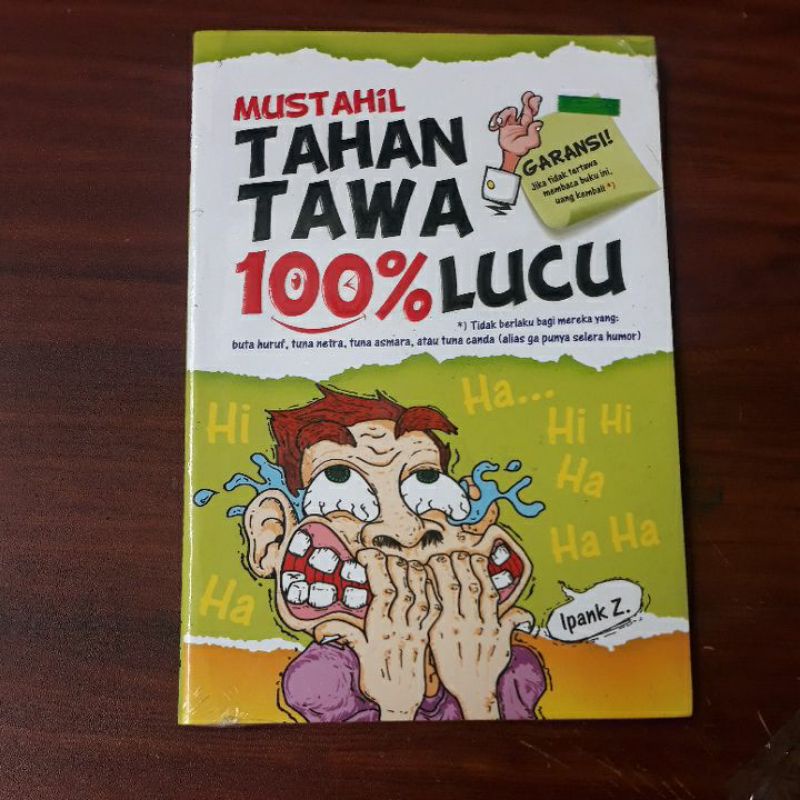 MUSTAHiL
TAHAN
TAWA
100% LUCU
GARANSI!
Jika tidak tertawa
membaca buku ini,
uang kembali *)
*) Tidak berlaku bagi mereka yang:
buta huruf, tuna netra, tuna asmara, atau tuna canda (alias ga punya selera humor)
Ha...
Hi
Hi Hi
Ha
Ha Ha
Ha
Ipank Z.